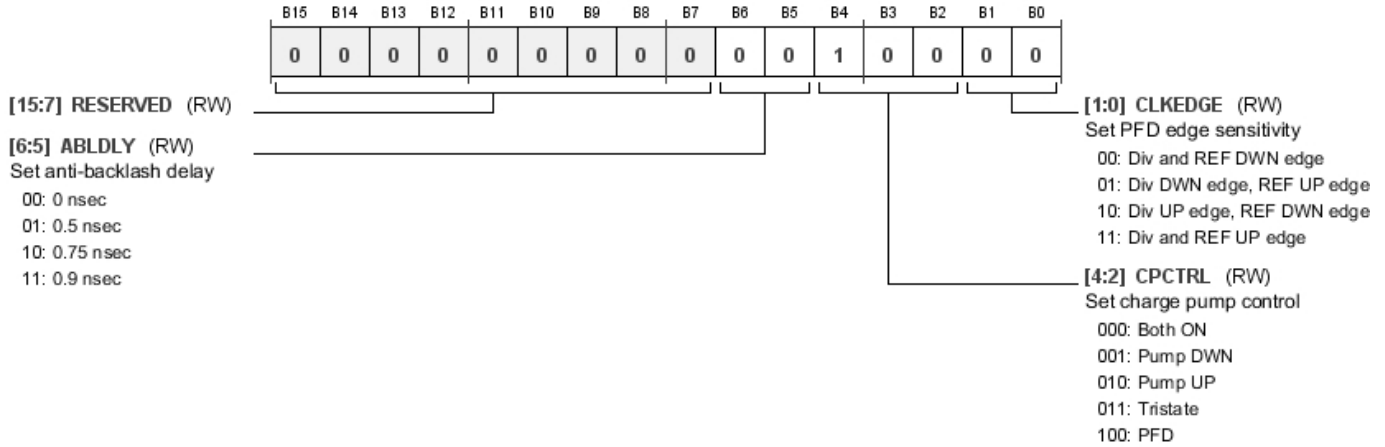 B15 B14 B13 B12 B11 B10 B9 B8 B7 B6 B5 B4 B3 B2 B1 B0
0 0 0 0 0 0 0 0 0 0 0 1 0 0 0 0
[15:7] RESERVED (RW)
[6:5] ABLDLY (RW)
Set anti-backlash delay
00: 0 nsec
01: 0.5 nsec
10: 0.75 nsec
11: 0.9 nsec
[1:0] CLKEDGE (RW)
Set PFD edge sensitivity
00: Div and REF DWN edge
01: Div DWN edge, REF UP edge
10: Div UP edge, REF DWN edge
11: Div and REF UP edge
[4:2] CPCTRL (RW)
Set charge pump control
000: Both ON
001: Pump DWN
010: Pump UP
011: Tristate
100: PFD